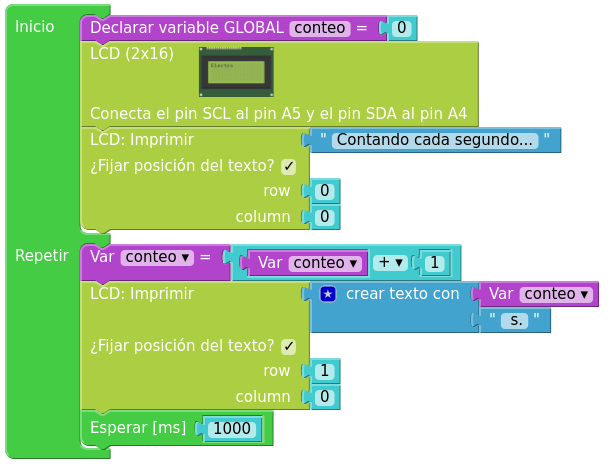 Inicio
Declarar variable GLOBAL conteo = 0
LCD (2x16)
Conecta el pin SCL al pin A5 y el pin SDA al pin A4
LCD: Imprimir " Contando cada segundo... "
¿Fijar posición del texto? ✓
row 0
column 0
Repetir Var conteo ▾ = Var conteo ▾ + ▾ 1
LCD: Imprimir crear texto con Var conteo ▾
" s. "
¿Fijar posición del texto? ✓
row 1
column 0
Esperar [ms] 1000